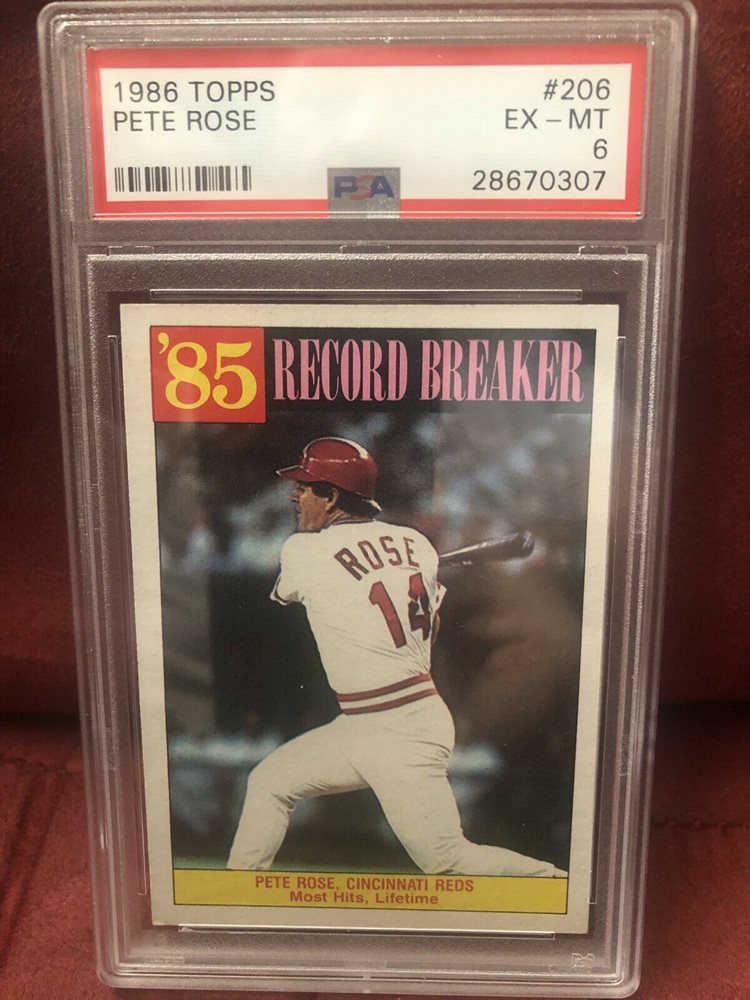 1986 TOPPS #206
PETE ROSE EX – MT
6
PSA 28670307
'85 RECORD BREAKER
ROSE
14
PETE ROSE, CINCINNATI REDS
Most Hits, Lifetime